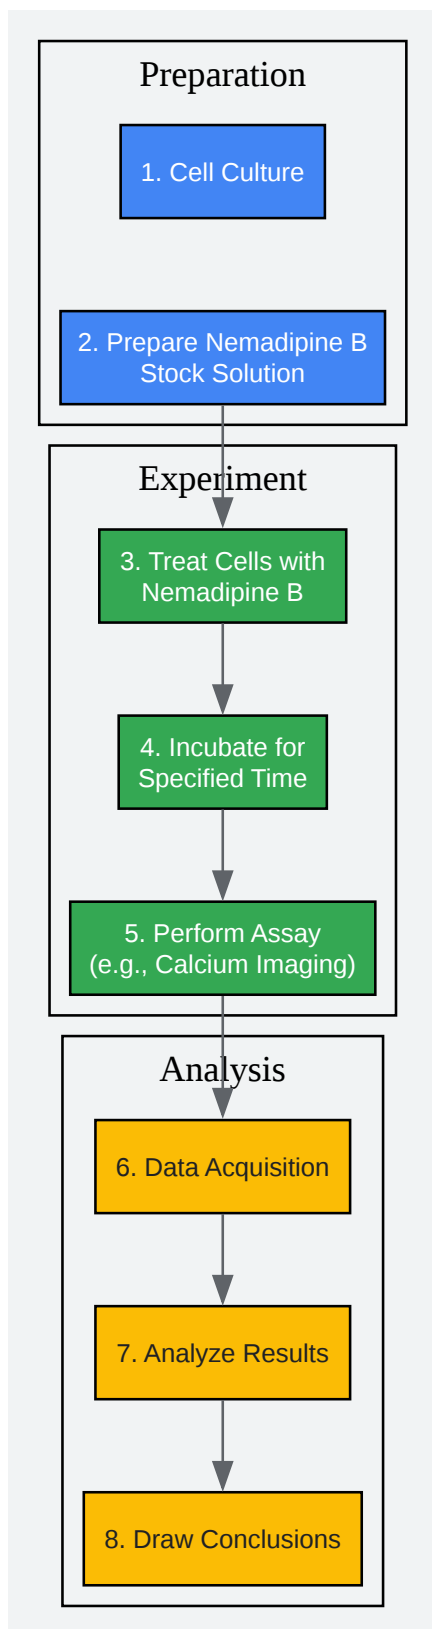 Preparation
1. Cell Culture
2. Prepare Nemadipine B
Stock Solution
Experiment
3. Treat Cells with
Nemadipine B
4. Incubate for
Specified Time
5. Perform Assay
(e.g., Calcium Imaging)
Analysis
6. Data Acquisition
7. Analyze Results
8. Draw Conclusions